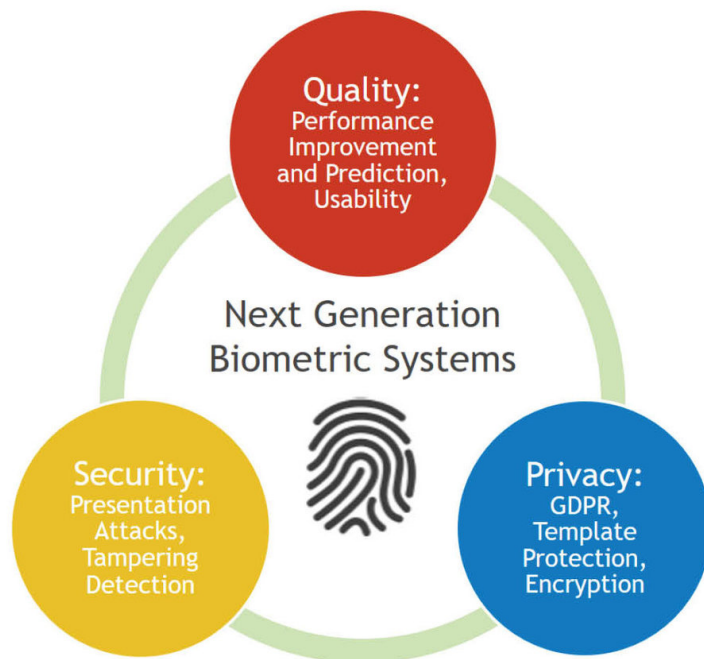 Quality:
Performance
Improvement
and Prediction,
Usability
Next Generation
Biometric Systems
Security:
Presentation
Attacks,
Tampering
Detection
Privacy:
GDPR,
Template
Protection,
Encryption